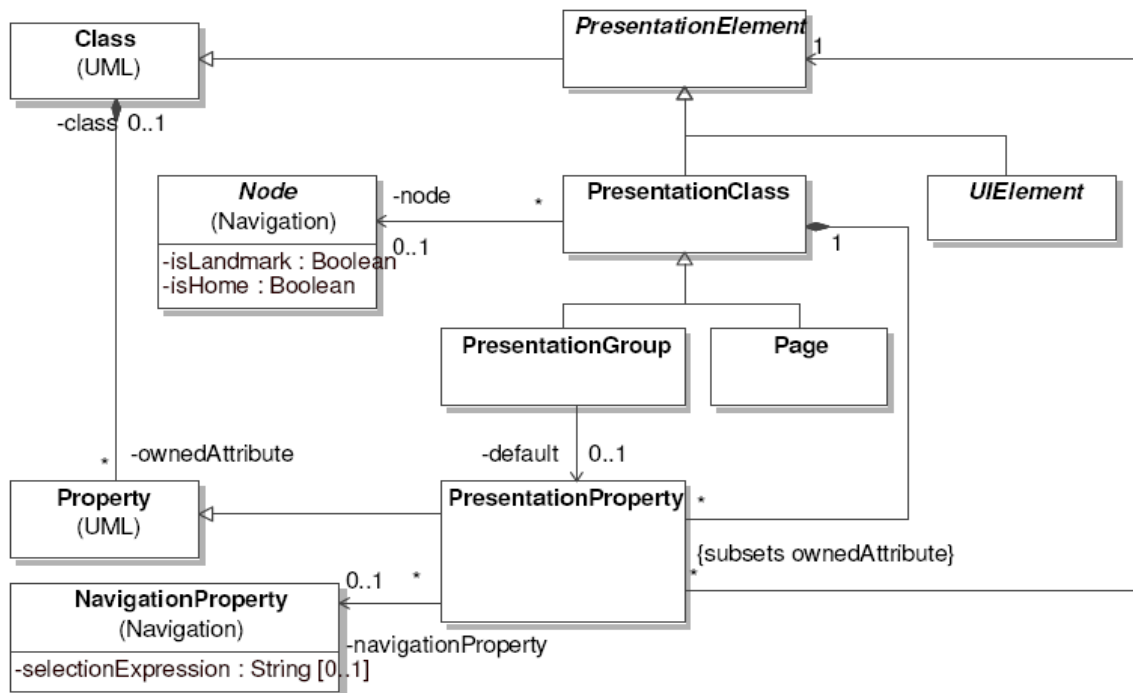 Class
(UML)
PresentationElement
1
-class 0..1
Node
(Navigation)
-isLandmark : Boolean
-isHome : Boolean
-node
0..1
*
PresentationClass
1
UIElement
PresentationGroup
Page
-default 0..1
* -ownedAttribute
Property
(UML)
PresentationProperty
*
{subsets ownedAttribute}
*
0..1 *
NavigationProperty
(Navigation)
-selectionExpression : String [0..1]
-navigationProperty